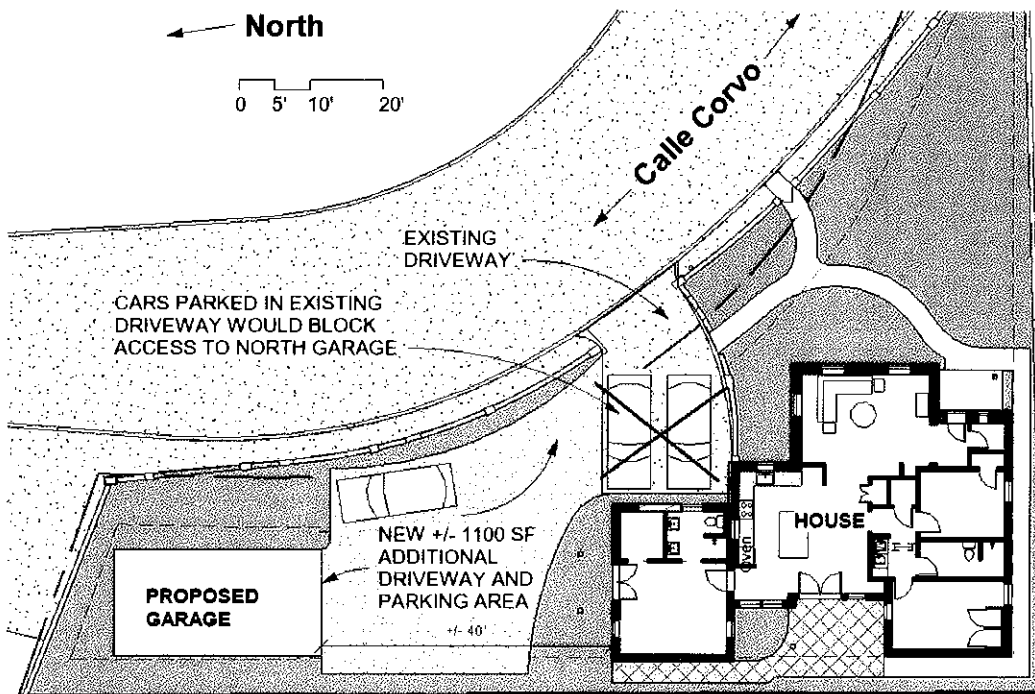 North
0 5' 10' 20'
Calle Corvo
EXISTING
DRIVEWAY
CARS PARKED IN EXISTING
DRIVEWAY WOULD BLOCK
ACCESS TO NORTH GARAGE
HOUSE
Oven
NEW +/- 1100 SF
ADDITIONAL
DRIVEWAY AND
PARKING AREA
PROPOSED
GARAGE
+/- 40'